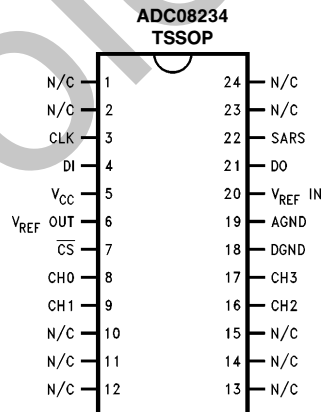 ADC08234
TSSOP
N/C 1 24 N/C
N/C 2 23 N/C
CLK 3 22 SARS
DI 4 21 DO
VCC 5 20 VREF IN
VREF OUT 6 19 AGND
CS 7 18 DGND
CH0 8 17 CH3
CH1 9 16 CH2
N/C 10 15 N/C
N/C 11 14 N/C
N/C 12 13 N/C